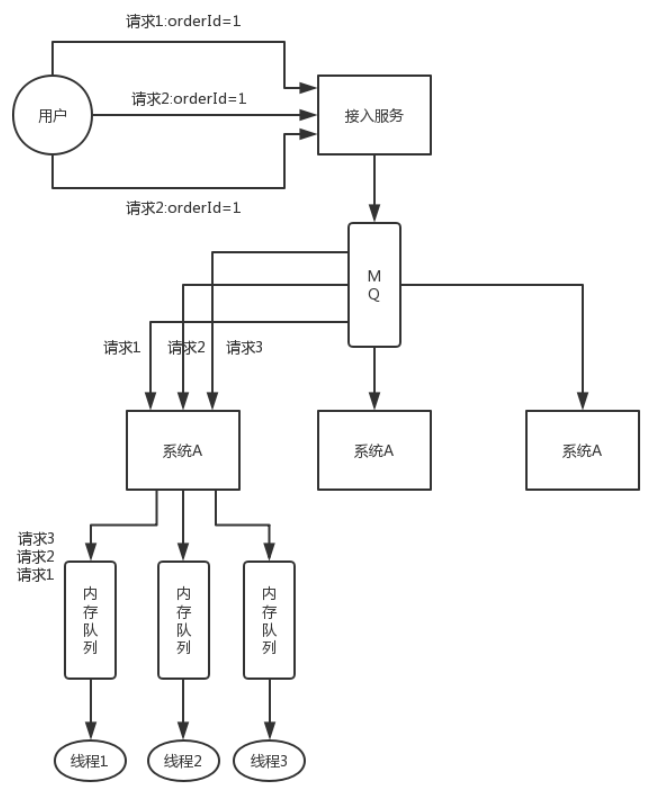 请求1:orderId=1
用户
请求2:orderId=1
接入服务
请求2:orderId=1
M
Q
请求1
请求2
请求3
系统A
系统A
系统A
请求3
请求2
请求1
内
存
队
列
内
存
队
列
内
存
队
列
线程1
线程2
线程3